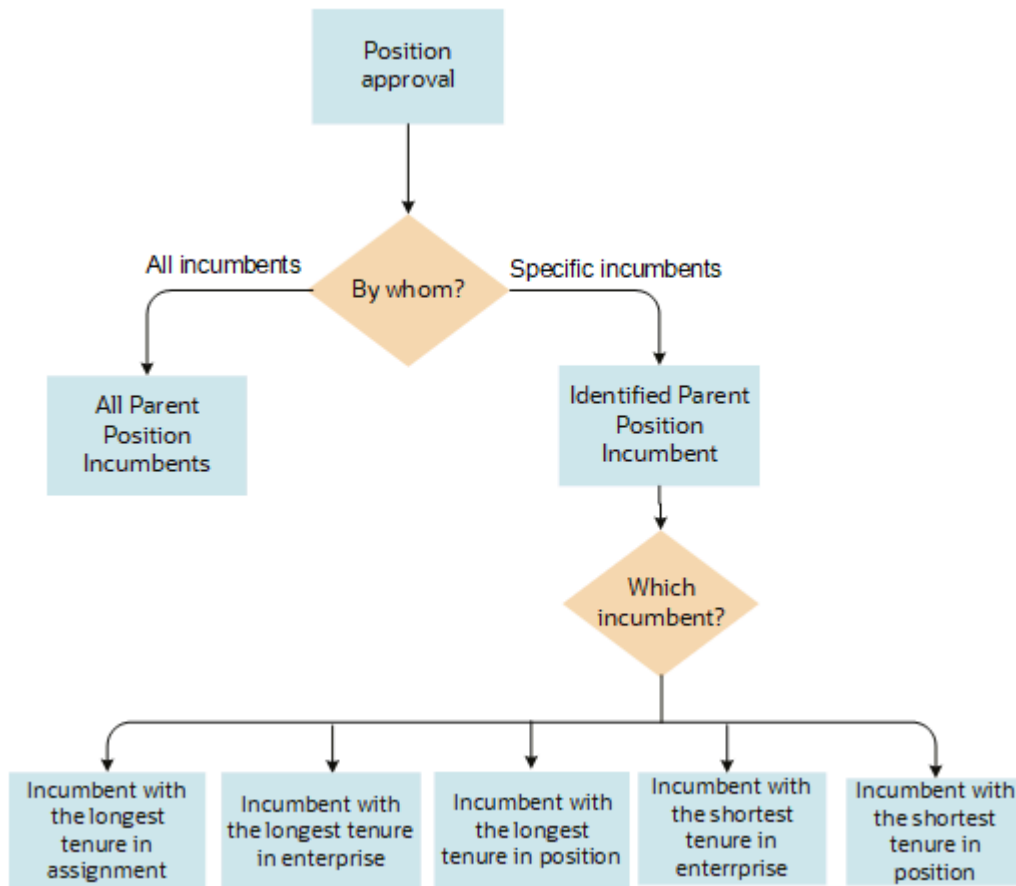 Position
approval
All incumbents
By whom?
Specific incumbents
All Parent
Position
Incumbents
Identified Parent
Position
Incumbent
Which
incumbent?
Incumbent with
the longest
tenure in
assignment
Incumbent with
the longest tenure
in enterprise
Incumbent with
the longest
tenure in position
Incumbent with
the shortest
tenure in
enterrprise
Incumbent with
the shortest
tenure in
position